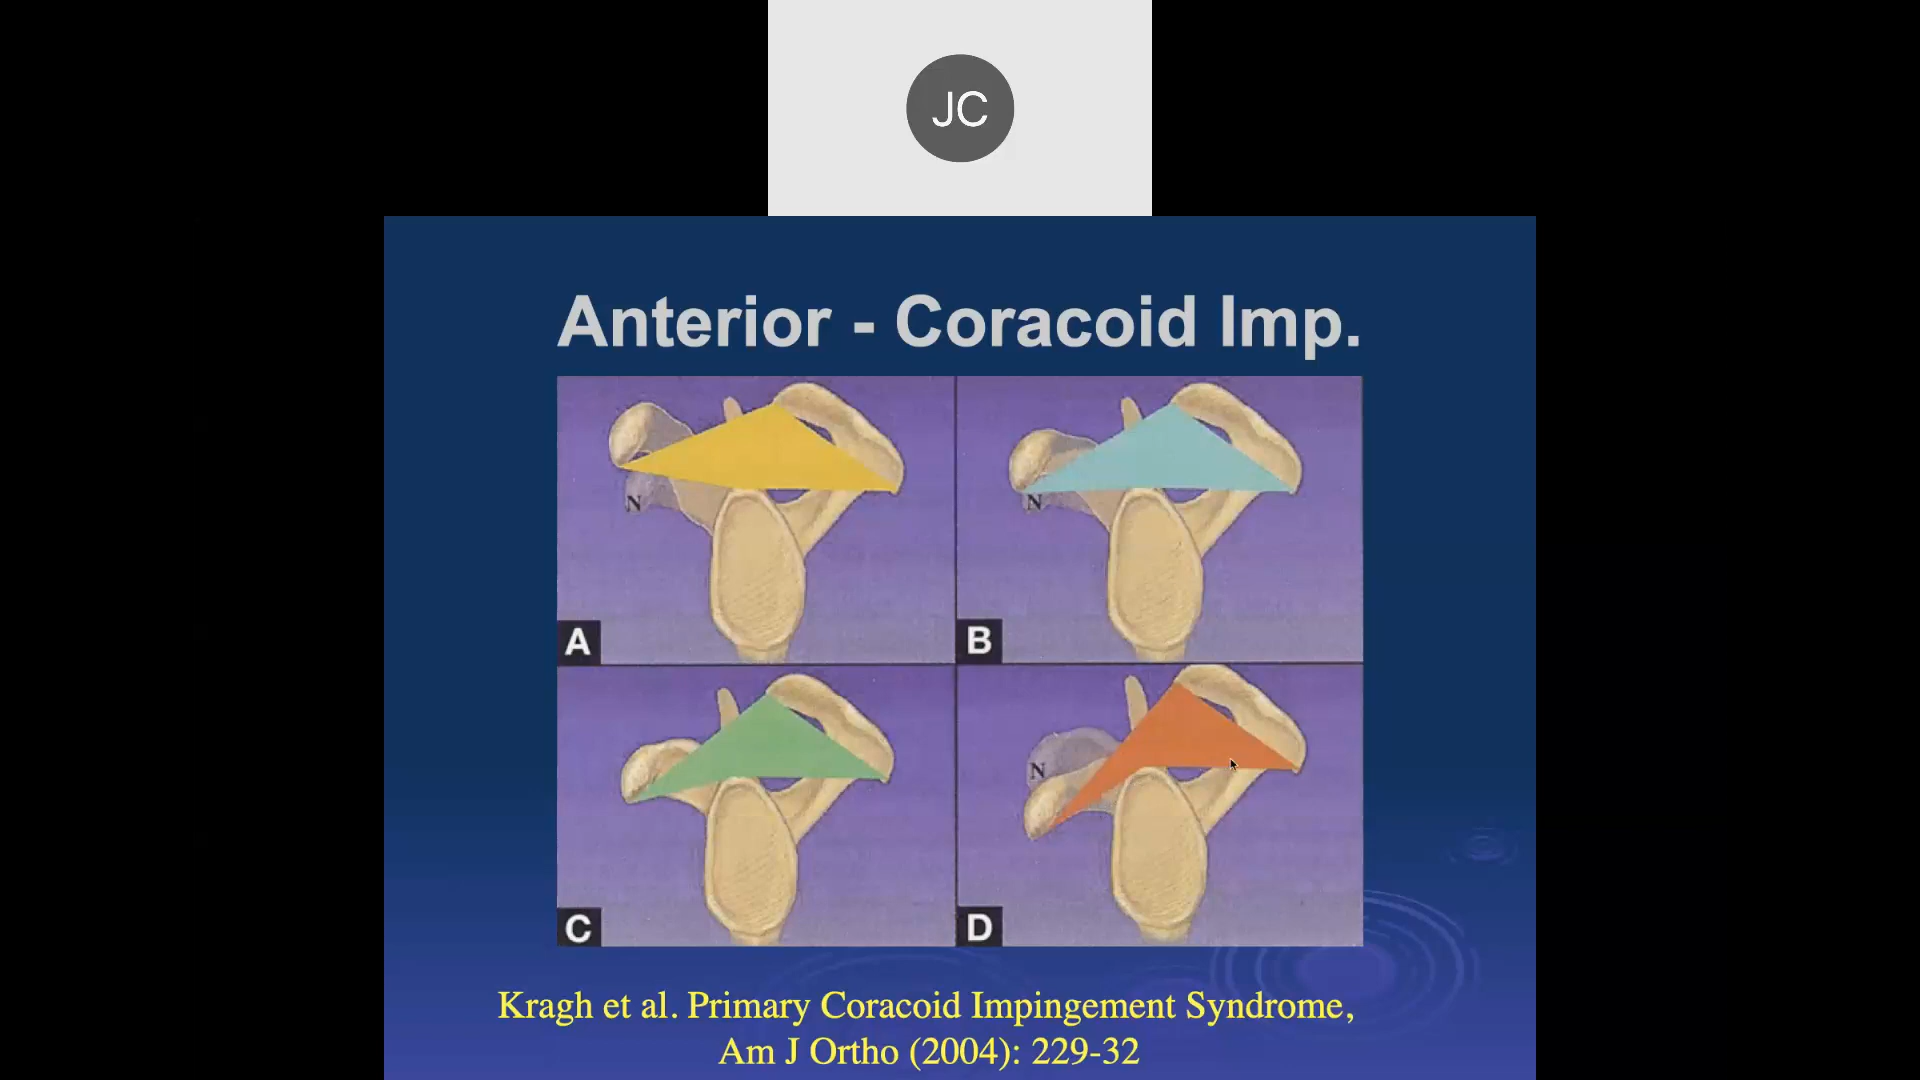 JC
Anterior - Coracoid Imp.
N
N
A
B
N
C
D
Kragh et al. Primary Coracoid Impingement Syndrome,
Am J Ortho (2004): 229-32